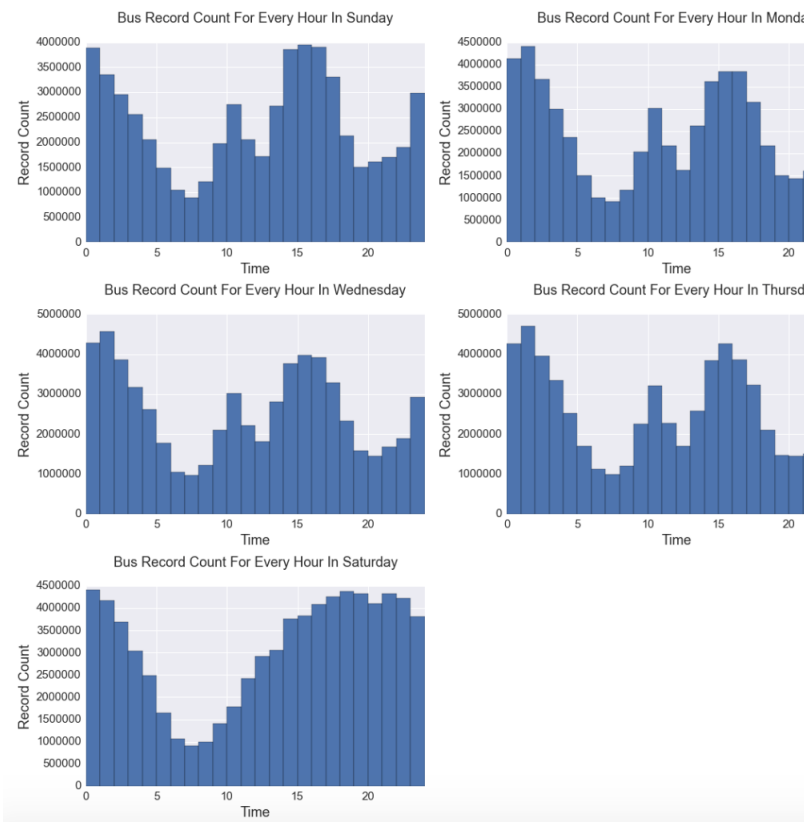 Bus Record Count For Every Hour In Sunday
4000000
3500000
3000000
2500000
2000000
1500000
1000000
500000
0
Record Count
0 5 10 15 20
Time
Bus Record Count For Every Hour In Monda
4500000
4000000
3500000
3000000
2500000
2000000
1500000
1000000
500000
0
Record Count
0 5 10 15 20
Time
Bus Record Count For Every Hour In Wednesday
5000000
4000000
3000000
2000000
1000000
0
Record Count
0 5 10 15 20
Time
Bus Record Count For Every Hour In Thursd
5000000
4000000
3000000
2000000
1000000
0
Record Count
0 5 10 15 20
Time
Bus Record Count For Every Hour In Saturday
4500000
4000000
3500000
3000000
2500000
2000000
1500000
1000000
500000
0
Record Count
0 5 10 15 20
Time